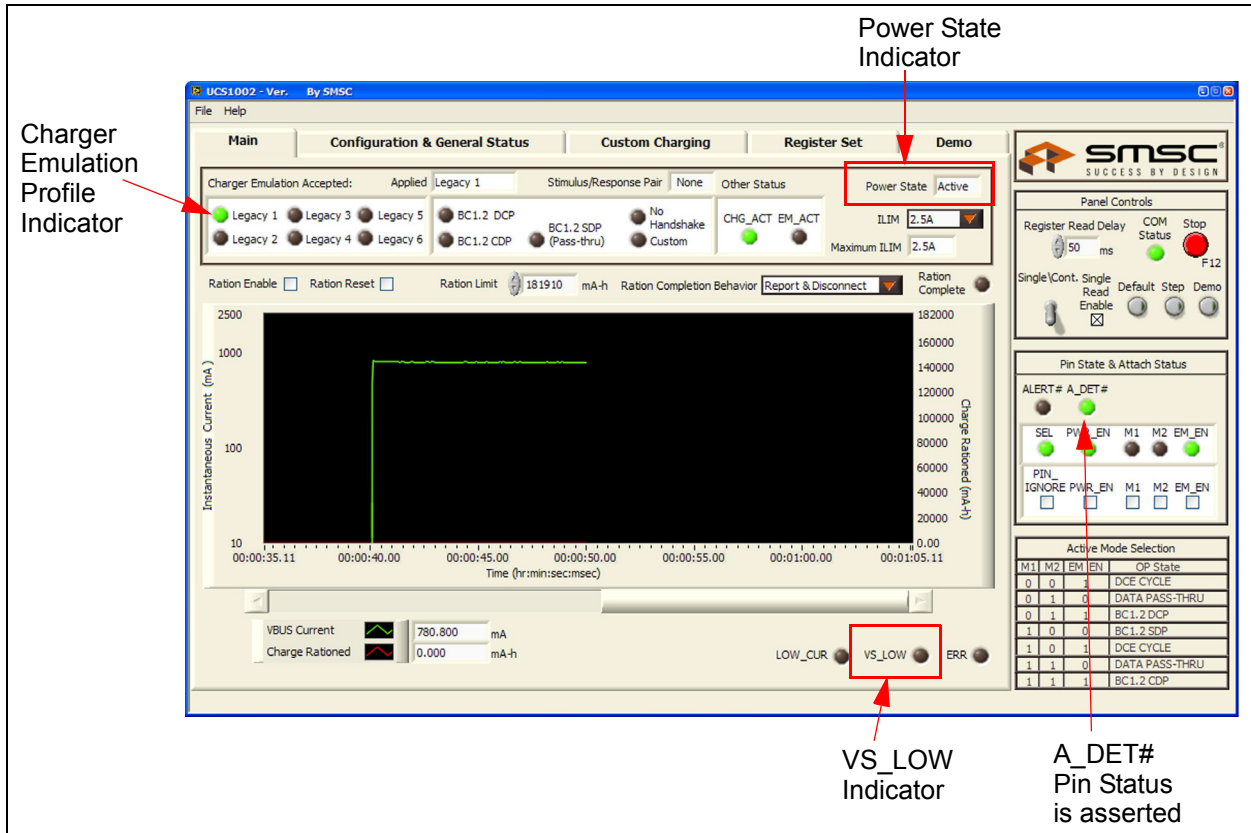 Power State
Indicator
Charger
Emulation
Profile
Indicator
UCS1002 - Ver. By SMSC
File Help
Main Configuration & General Status Custom Charging Register Set Demo
Charger Emulation Accepted: Applied Legacy 1 Stimulus/Response Pair None Other Status Power State Active
Legacy 1 Legacy 3 Legacy 5
Legacy 2 Legacy 4 Legacy 6
BC1.2 DCP
BC1.2 CDP
BC1.2 SDP
(Pass-thru)
No
Handshake
Custom
CHG_ACT EM_ACT
ILIM 2.5A
Maximum ILIM 2.5A
Ration Enable Ration Reset Ration Limit 181910 mA-h Ration Completion Behavior Report & Disconnect Ration
Complete
Instantaneous Current (mA)
2500
1000
100
10
182000
160000
140000
120000
100000
80000
60000
40000
20000
0.00
Charge Rationed (mA-h)
00:00:35.11 00:00:40.00 00:00:45.00 00:00:50.00 00:00:55.00 00:01:00.00 00:01:05.11
Time (hr:min:sec:msec)
VBUS Current 780.800 mA
Charge Rationed 0.000 mA-h
LOW_CUR VS_LOW ERR
smsc®
SUCCESS BY DESIGN
Panel Controls
Register Read Delay
50 ms
COM
Status
Stop
F12
Single\Cont.
Single
Read
Enable
Default Step Demo
Pin State & Attach Status
ALERT# A_DET#
SEL PWR_EN M1 M2 EM_EN
PIN_
IGNORE PWR_EN M1 M2 EM_EN
Active Mode Selection
M1 M2 EM_EN OP State
0 0 1 DCE CYCLE
0 1 0 DATA PASS-THRU
0 1 1 BC1.2 DCP
1 0 0 BC1.2 SDP
1 0 1 DCE CYCLE
1 1 0 DATA PASS-THRU
1 1 1 BC1.2 CDP
VS_LOW
Indicator
A_DET#
Pin Status
is asserted